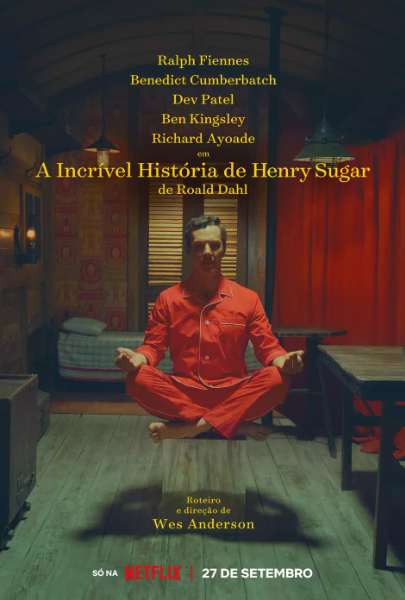 Ralph Fiennes
Benedict Cumberbatch
Dev Patel
Ben Kingsley
Richard Ayoade
em
A Incrível História de Henry Sugar
de Roald Dahl
Roteiro
e direção de
Wes Anderson
SÓ NA NETFLIX | 27 DE SETEMBRO